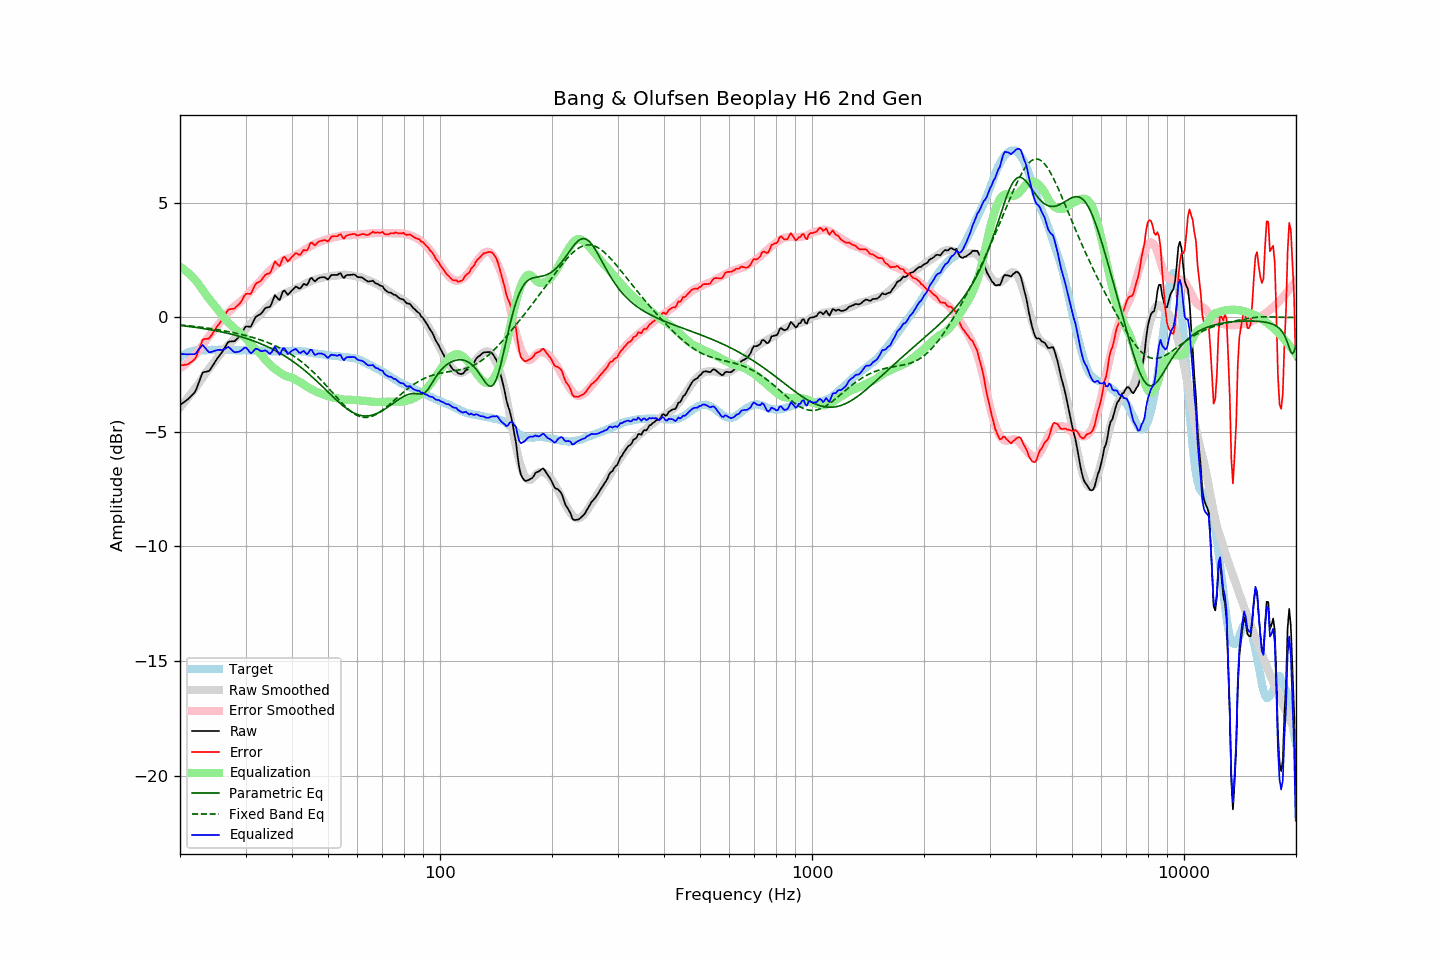 Bang & Olufsen Beoplay H6 2nd Gen
Amplitude (dBr)
5
0
−5
−10
−15
−20
Target
Raw Smoothed
Error Smoothed
Raw
Error
Equalization
Parametric Eq
Fixed Band Eq
Equalized
100
1000
10000
Frequency (Hz)